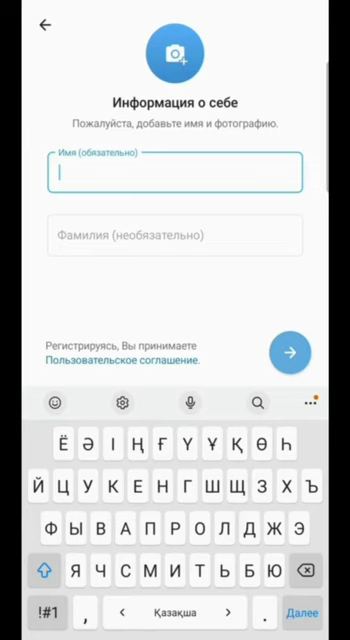 Информация о себе
Пожалуйста, добавьте имя и фотографию.
Имя (обязательно)
Фамилия (необязательно)
Регистрируясь, Вы принимаете
Пользовательское соглашение.
Ё Ә І Ң Ғ Ү Ұ Қ Ө Һ
Й Ц У К Е Н Г Ш Щ З Х Ъ
Ф Ы В А П Р О Л Д Ж Э
Я Ч С М И Т Ь Б Ю
!#1 , < Қазақша > . Далее